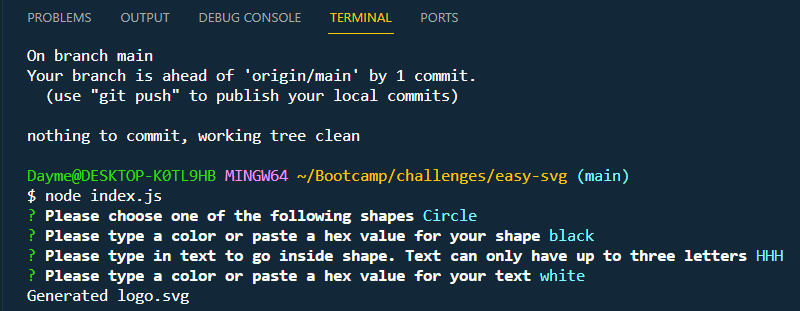 PROBLEMS OUTPUT DEBUG CONSOLE TERMINAL PORTS
On branch main
Your branch is ahead of 'origin/main' by 1 commit.
  (use "git push" to publish your local commits)
nothing to commit, working tree clean
Dayme@DESKTOP-K0TL9HB MINGW64 ~/Bootcamp/challenges/easy-svg (main)
$ node index.js
? Please choose one of the following shapes Circle
? Please type a color or paste a hex value for your shape black
? Please type in text to go inside shape. Text can only have up to three letters HHH
? Please type a color or paste a hex value for your text white
Generated logo.svg